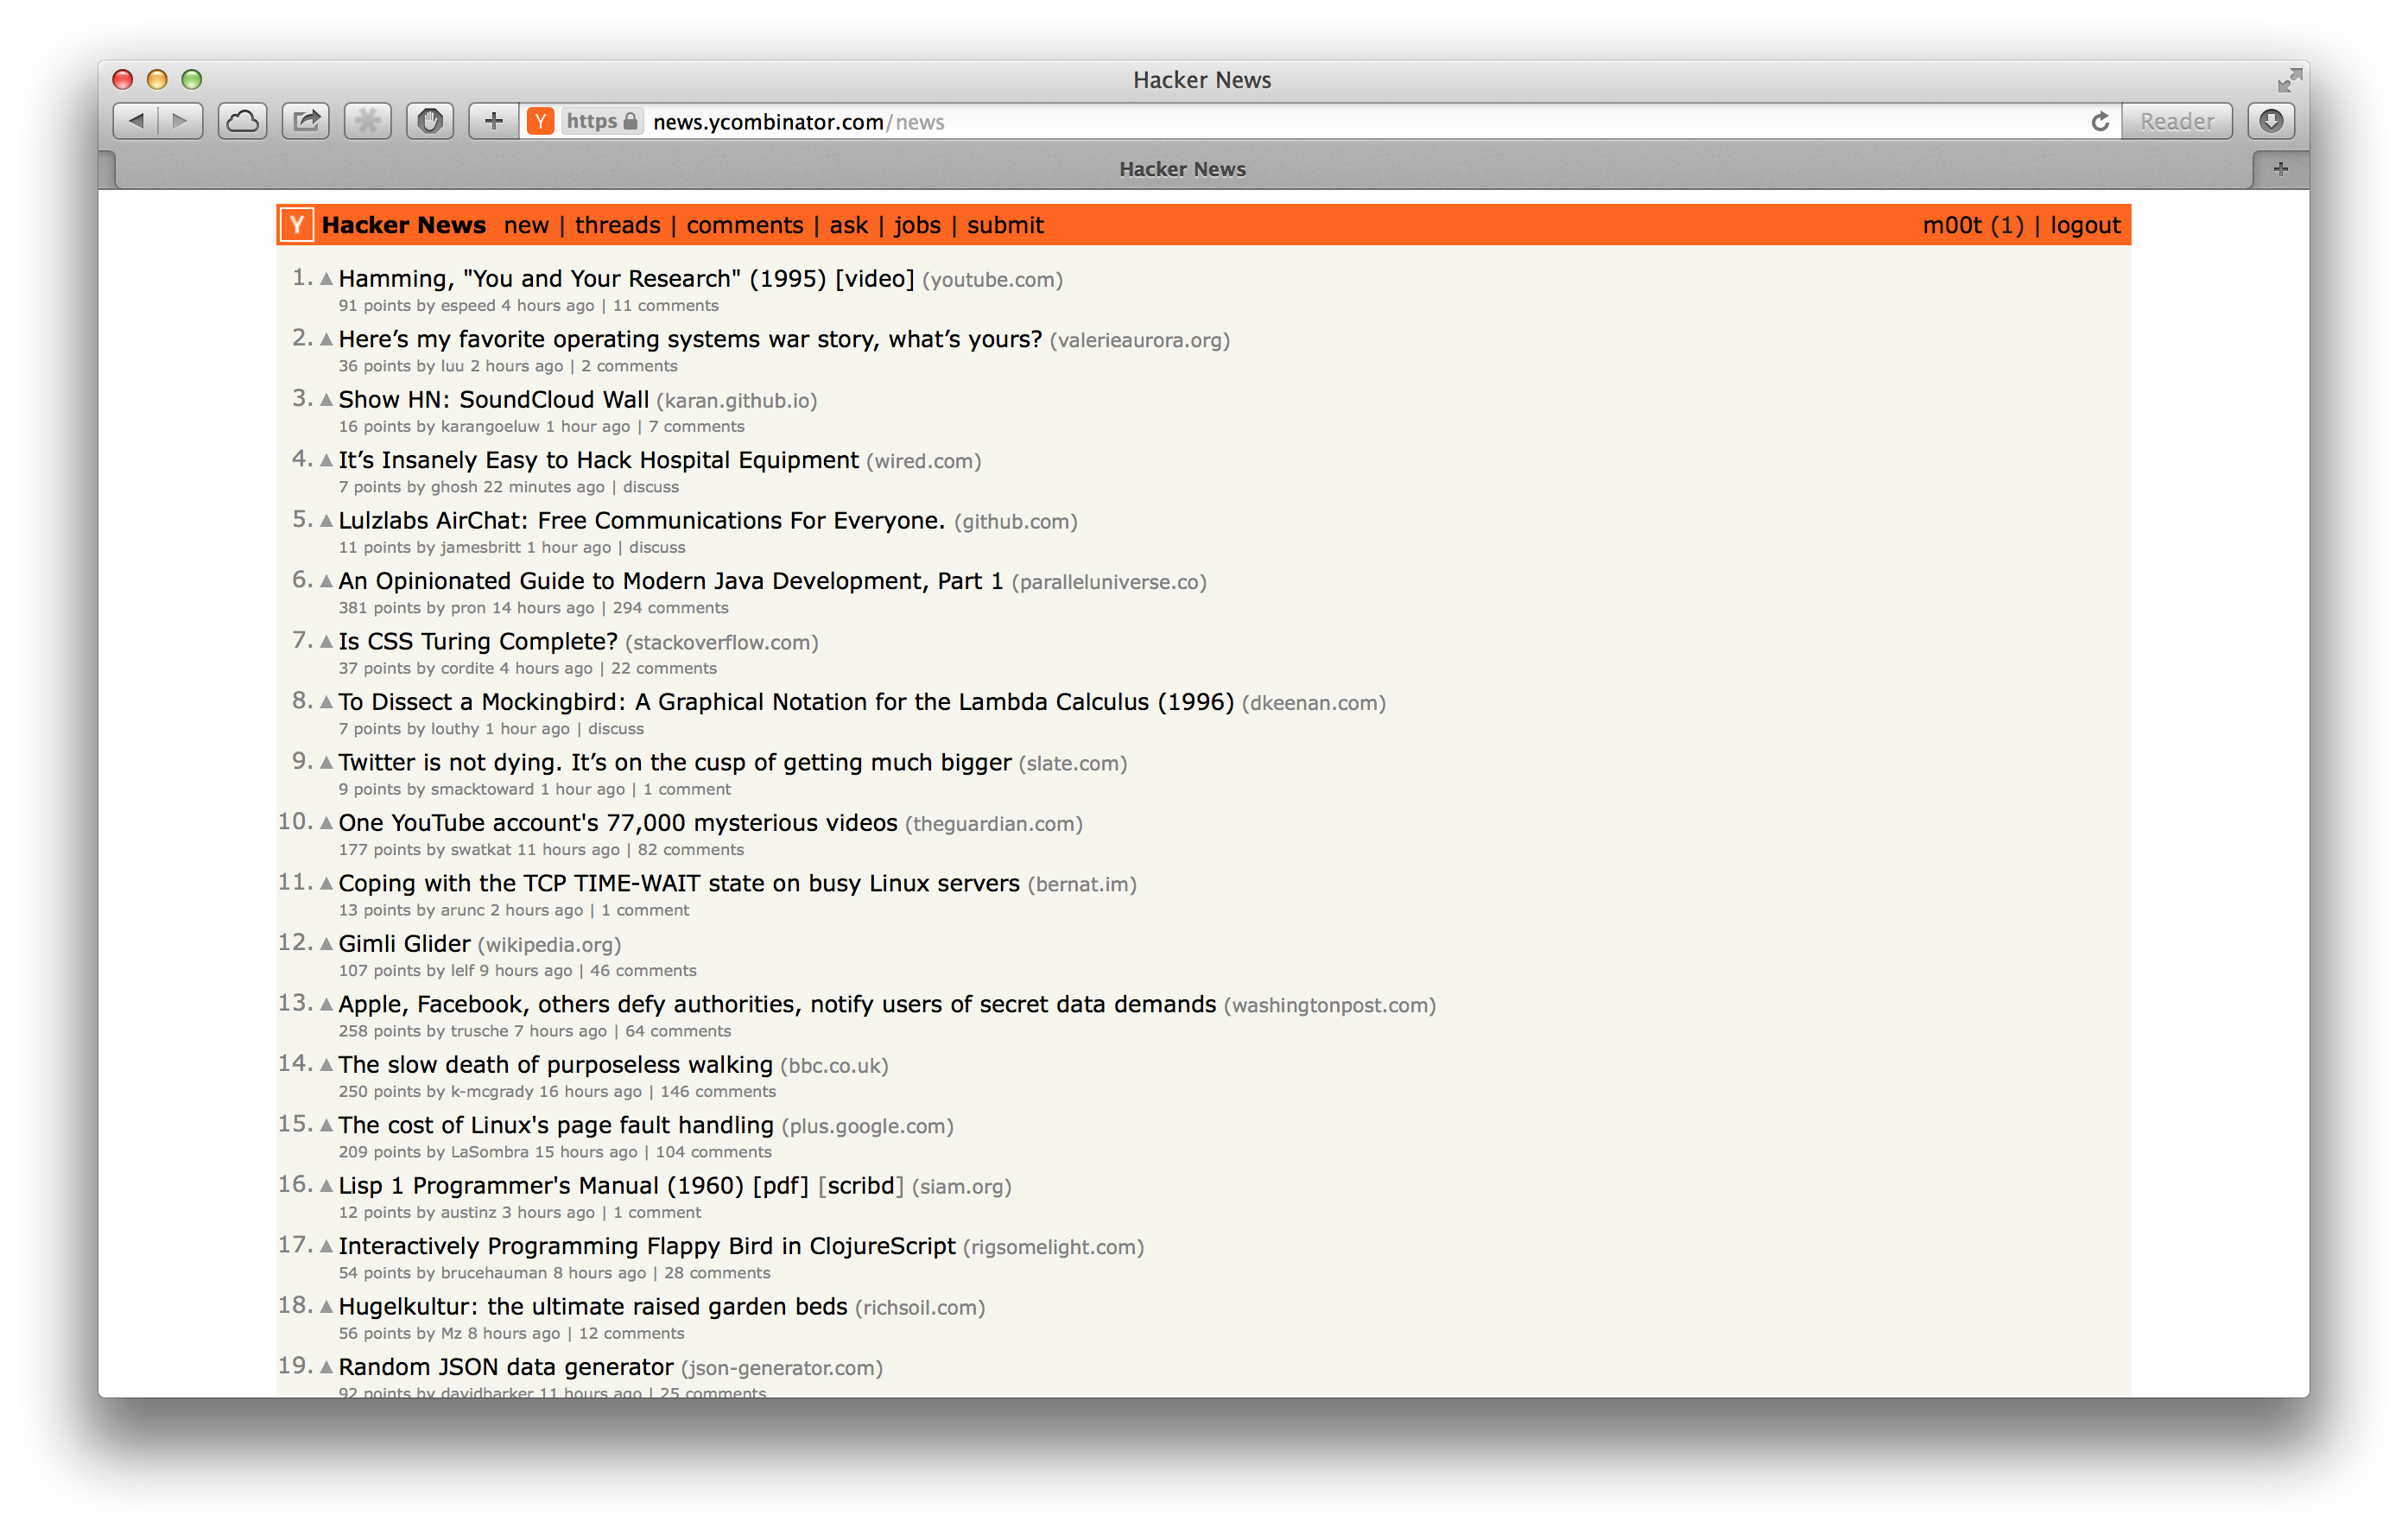 Hacker News
Y https news.ycombinator.com/news Reader
Hacker News
Y Hacker News new | threads | comments | ask | jobs | submit m00t (1) | logout
1. Hamming, "You and Your Research" (1995) [video] (youtube.com)
91 points by espeed 4 hours ago | 11 comments
2. Here’s my favorite operating systems war story, what’s yours? (valerieaurora.org)
36 points by luu 2 hours ago | 2 comments
3. Show HN: SoundCloud Wall (karan.github.io)
16 points by karangoeluw 1 hour ago | 7 comments
4. It’s Insanely Easy to Hack Hospital Equipment (wired.com)
7 points by ghosh 22 minutes ago | discuss
5. Lulzlabs AirChat: Free Communications For Everyone. (github.com)
11 points by jamesbritt 1 hour ago | discuss
6. An Opinionated Guide to Modern Java Development, Part 1 (paralleluniverse.co)
381 points by pron 14 hours ago | 294 comments
7. Is CSS Turing Complete? (stackoverflow.com)
37 points by cordite 4 hours ago | 22 comments
8. To Dissect a Mockingbird: A Graphical Notation for the Lambda Calculus (1996) (dkeenan.com)
7 points by louthy 1 hour ago | discuss
9. Twitter is not dying. It’s on the cusp of getting much bigger (slate.com)
9 points by smacktoward 1 hour ago | 1 comment
10. One YouTube account's 77,000 mysterious videos (theguardian.com)
177 points by swatkat 11 hours ago | 82 comments
11. Coping with the TCP TIME-WAIT state on busy Linux servers (bernat.im)
13 points by arunc 2 hours ago | 1 comment
12. Gimli Glider (wikipedia.org)
107 points by lelf 9 hours ago | 46 comments
13. Apple, Facebook, others defy authorities, notify users of secret data demands (washingtonpost.com)
258 points by trusche 7 hours ago | 64 comments
14. The slow death of purposeless walking (bbc.co.uk)
250 points by k-mcgrady 16 hours ago | 146 comments
15. The cost of Linux's page fault handling (plus.google.com)
209 points by LaSombra 15 hours ago | 104 comments
16. Lisp 1 Programmer's Manual (1960) [pdf] [scribd] (siam.org)
12 points by austinz 3 hours ago | 1 comment
17. Interactively Programming Flappy Bird in ClojureScript (rigsomelight.com)
54 points by brucehauman 8 hours ago | 28 comments
18. Hugelkultur: the ultimate raised garden beds (richsoil.com)
56 points by Mz 8 hours ago | 12 comments
19. Random JSON data generator (json-generator.com)
92 points by davidbarker 11 hours ago | 25 comments